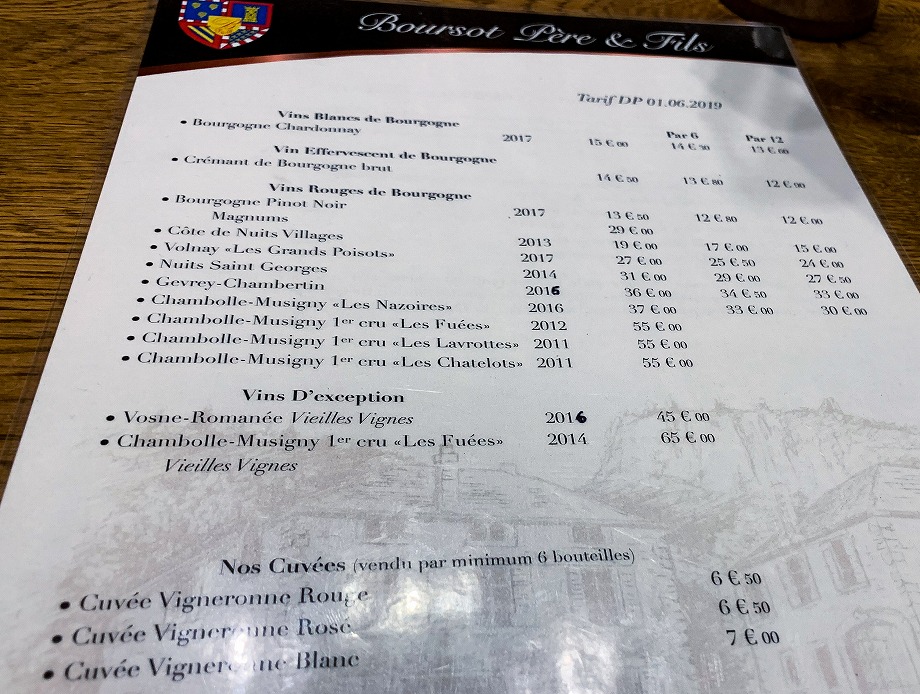 Boursot Père & Fils
Tarif DP 01.06.2019
Vins Blancs de Bourgogne Par 6 Par 12
• Bourgogne Chardonnay 2017 15 € 00 14 € 50 13 € 00
Vin Effervescent de Bourgogne
• Crémant de Bourgogne brut 14 € 50 13 € 80 12 € 00
Vins Rouges de Bourgogne
• Bourgogne Pinot Noir 2017 13 € 50 12 € 80 12 € 00
Magnums 29 € 00
• Côte de Nuits Villages 2013 19 € 00 17 € 00 15 € 00
• Volnay «Les Grands Poisots» 2017 27 € 00 25 € 50 24 € 00
• Nuits Saint Georges 2014 31 € 00 29 € 00 27 € 50
• Gevrey-Chambertin 2016 36 € 00 34 € 50 33 € 00
• Chambolle-Musigny «Les Nazoires» 2016 37 € 00 33 € 00 30 € 00
• Chambolle-Musigny 1er cru «Les Fuées» 2012 55 € 00
• Chambolle-Musigny 1er cru «Les Lavrottes» 2011 55 € 00
• Chambolle-Musigny 1er cru «Les Chatelots» 2011 55 € 00
Vins D'exception
• Vosne-Romanée Vieilles Vignes 2016 45 € 00
• Chambolle-Musigny 1er cru «Les Fuées» 2014 65 € 00
Vieilles Vignes
Nos Cuvées (vendu par minimum 6 bouteilles)
• Cuvée Vigneronne Rouge 6 € 50
• Cuvée Vigneronne Rosé 6 € 50
• Cuvée Vigneronne Blanc 7 € 00